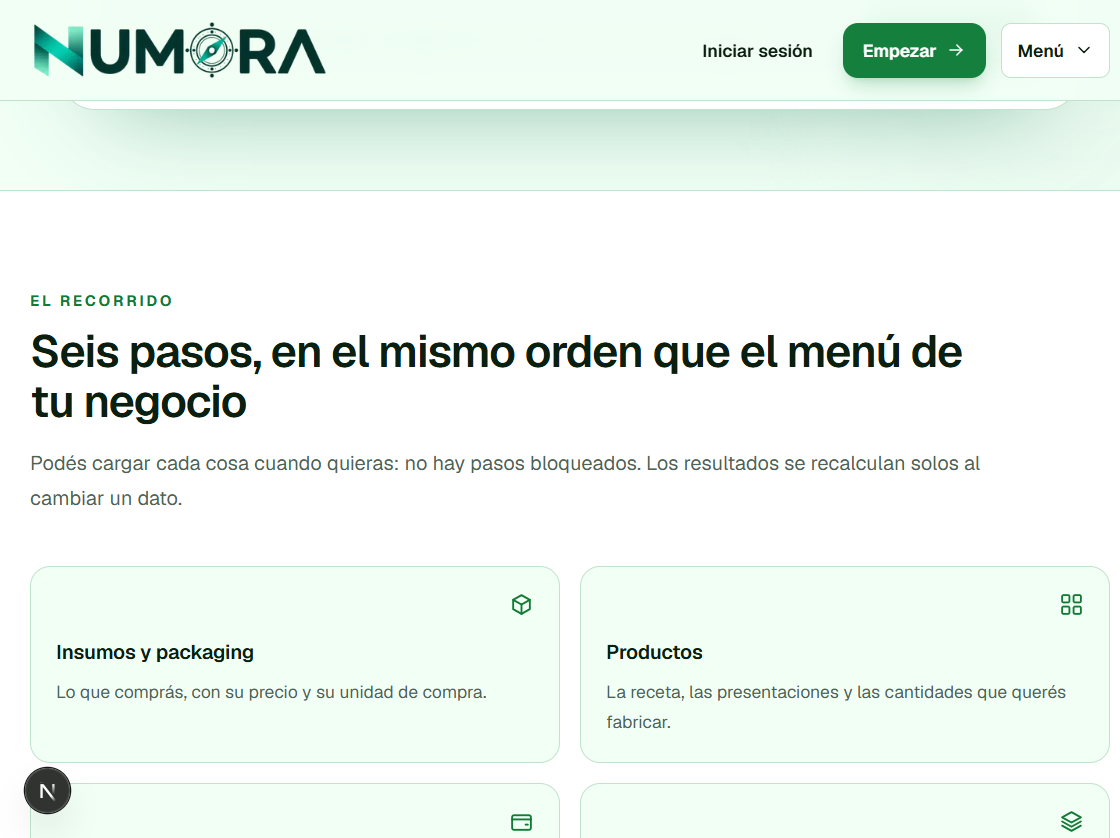 NUMORA
Iniciar sesión
Empezar
Menú
EL RECORRIDO
Seis pasos, en el mismo orden que el menú de
tu negocio
Podés cargar cada cosa cuando quieras: no hay pasos bloqueados. Los resultados se recalculan solos al
cambiar un dato.
Insumos y packaging
Lo que comprás, con su precio y su unidad de compra.
Productos
La receta, las presentaciones y las cantidades que querés
fabricar.
N